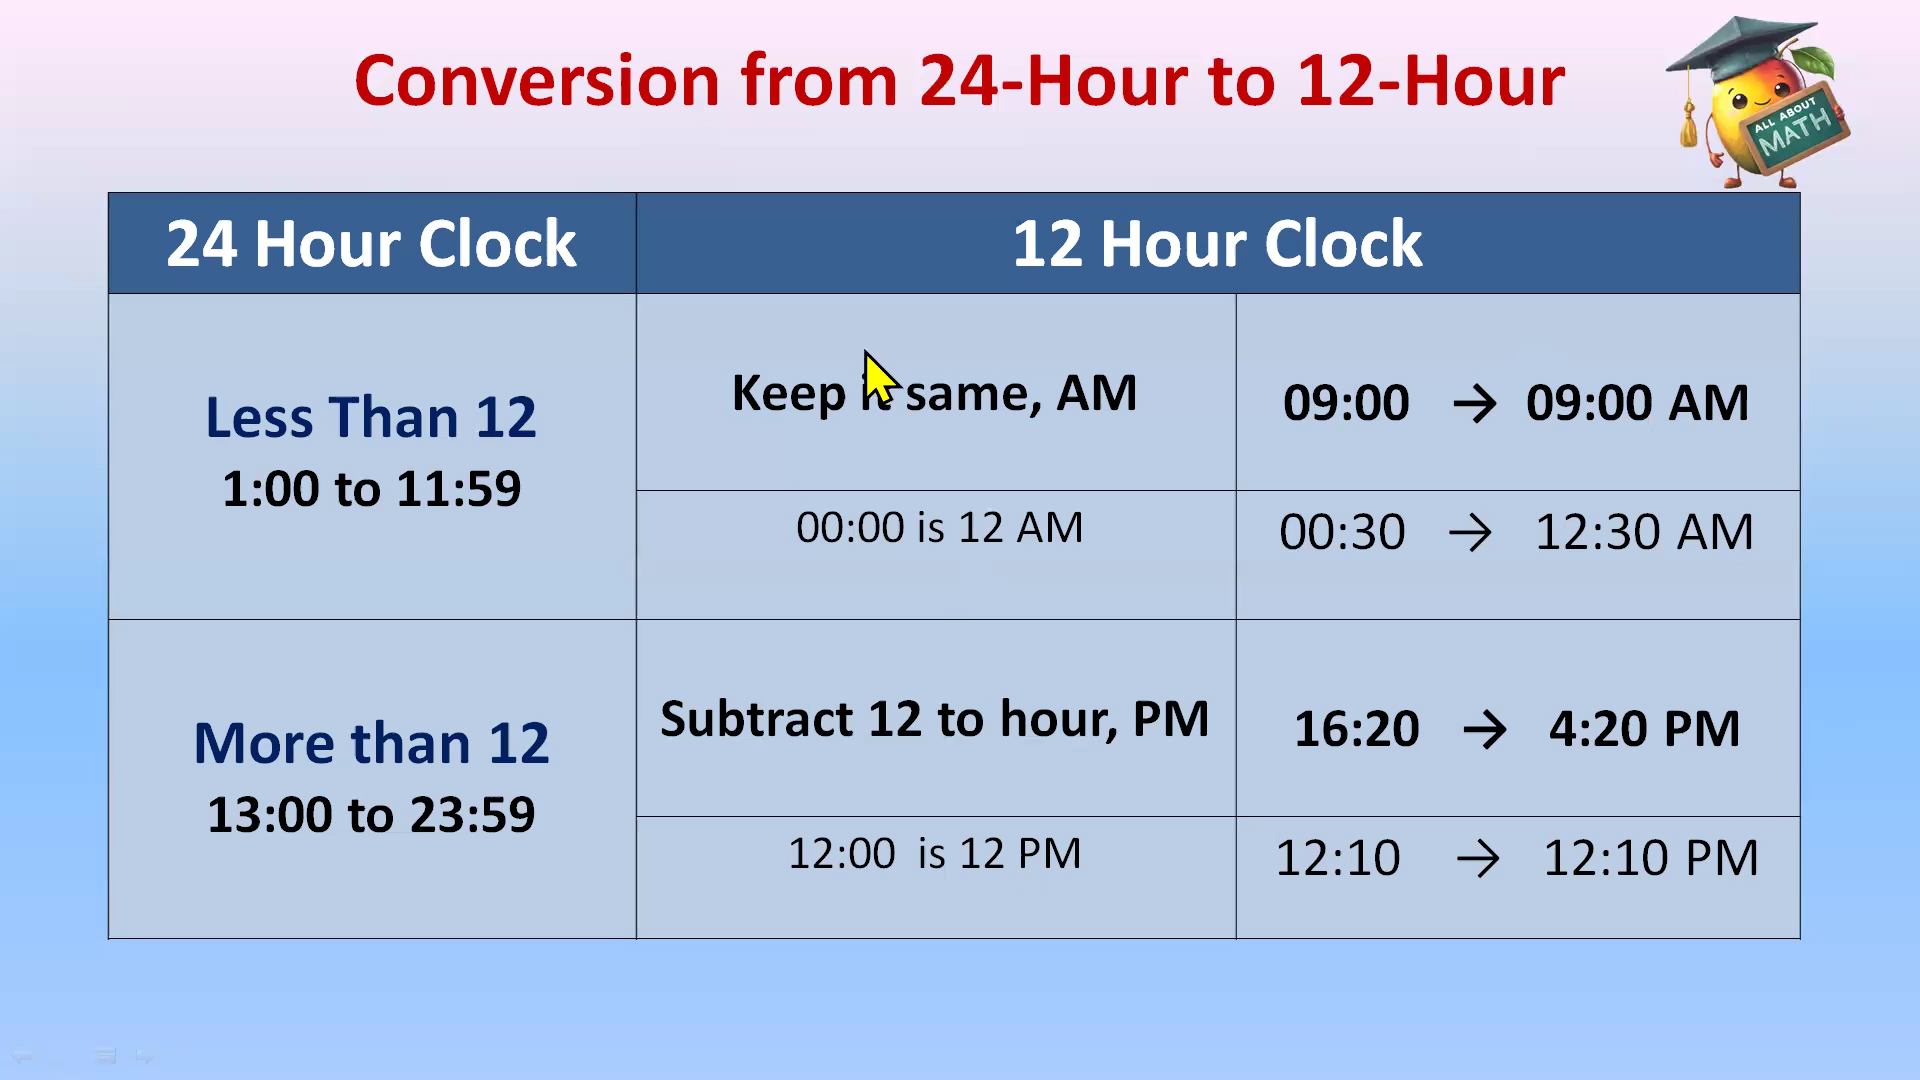 Conversion from 24-Hour to 12-Hour
ALL ABOUT
MATH
24 Hour Clock
12 Hour Clock
Less Than 12
1:00 to 11:59
Keep it same, AM
09:00 → 09:00 AM
00:00 is 12 AM
00:30 → 12:30 AM
More than 12
13:00 to 23:59
Subtract 12 to hour, PM
16:20 → 4:20 PM
12:00 is 12 PM
12:10 → 12:10 PM